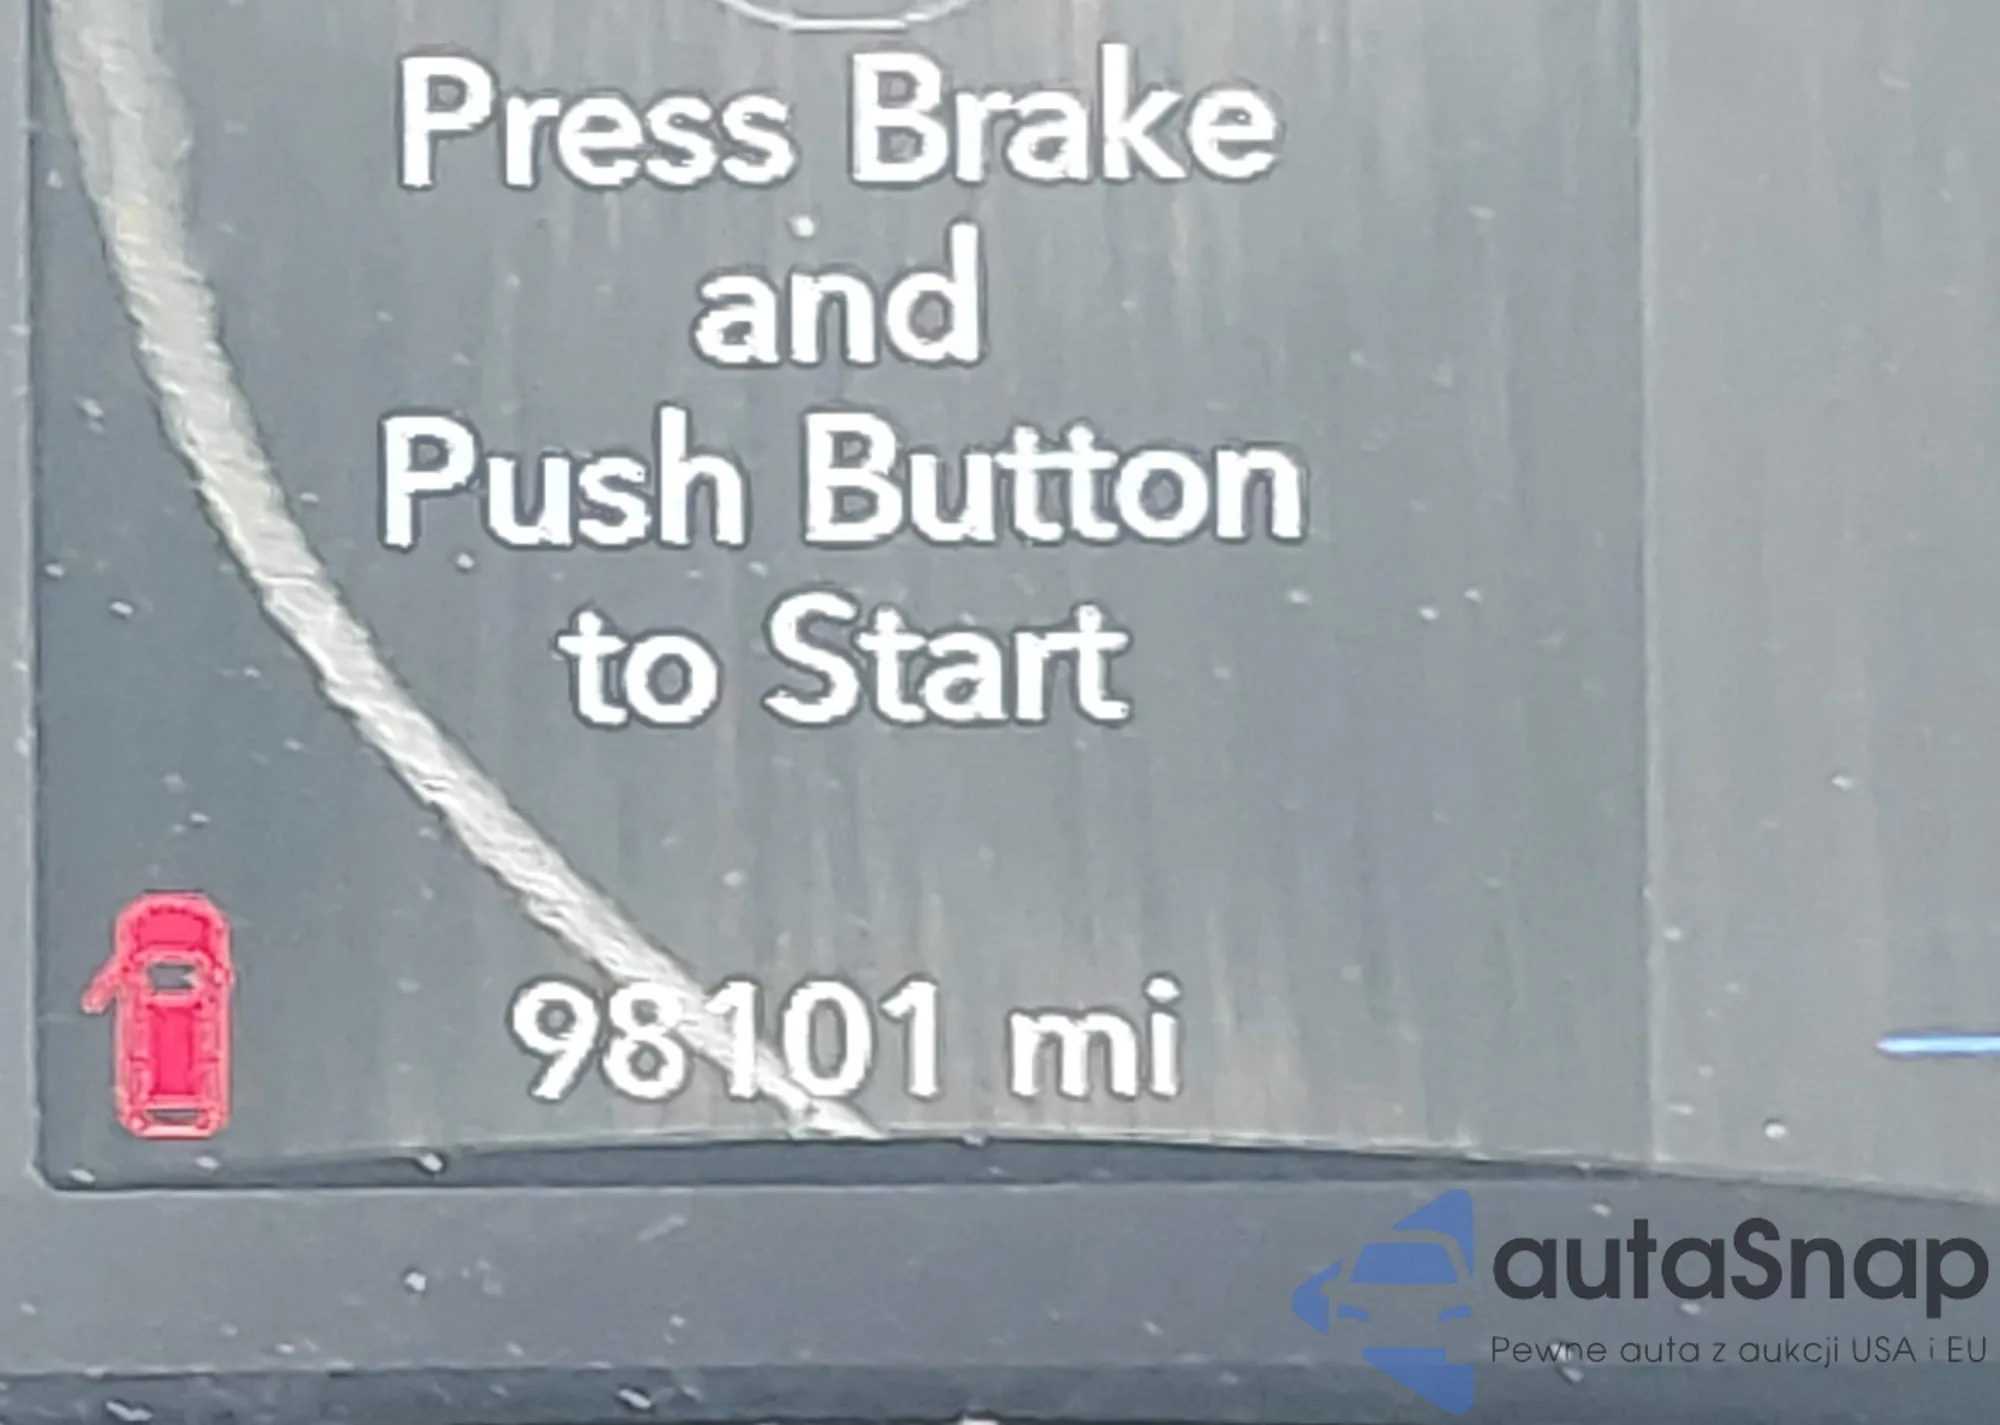 Press Brake
and
Push Button
to Start
98101 mi
autaSnap
Pewne auta z aukcji USA i EU